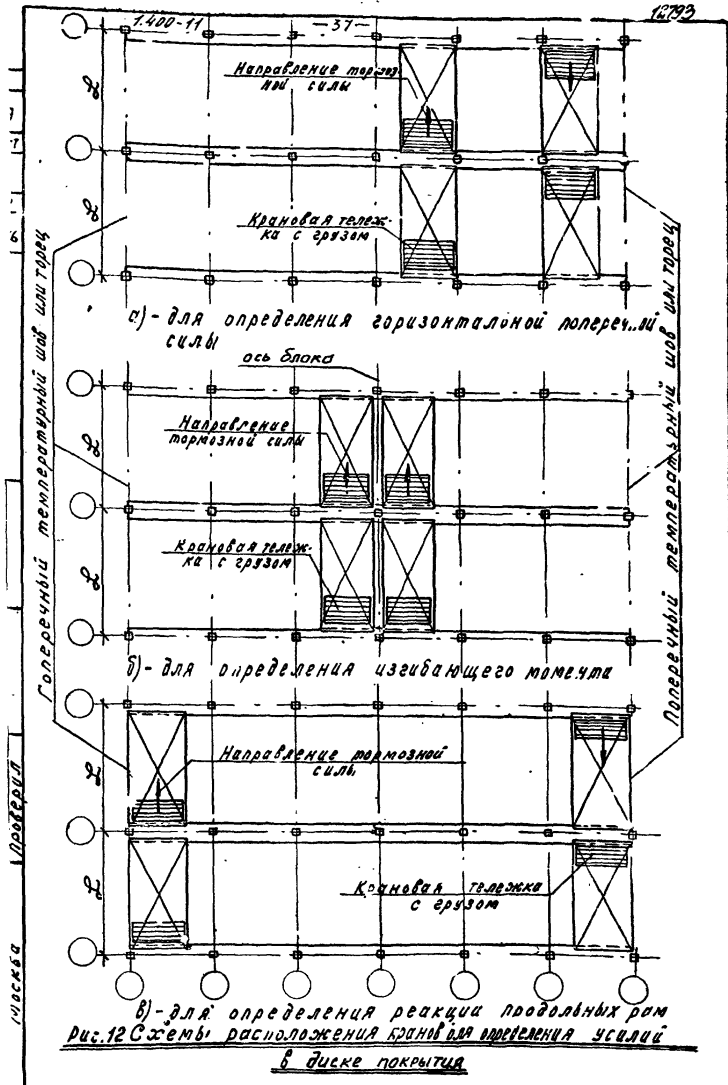 1.400-11
—37—
12793
Направление тормоз-
ной силы
Крановая тележ-
ка с грузом
а)- для определения горизонталоной попереч..ой
силы
ось блока
Направление
тормозной силы
Крановая тележ-
ка с грузом
б)- для определения изгибающего момента
Направление тормозной
силы
Крановая тележка
с грузом
в)- для определения реакции продольных рам
Рис.12 Схемы расположения кранов для определения усилий
в диске покрытия
Поперечный температурный шов или торец
Поперечный температурный шов или торец
Проверил
Москва